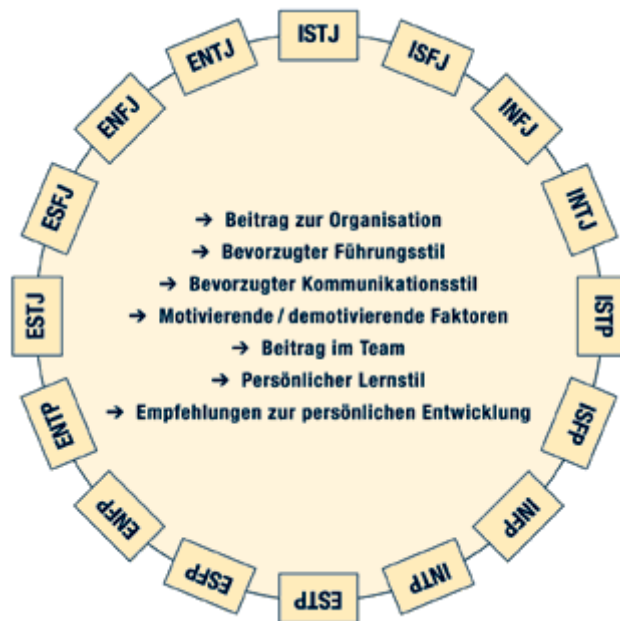 ISTJ
ISFJ
INFJ
INTJ
ISTP
ISFP
INFP
INTP
ESTP
ESFP
ENFP
ENTP
ESTJ
ESFJ
ENFJ
ENTJ
→ Beitrag zur Organisation
→ Bevorzugter Führungsstil
→ Bevorzugter Kommunikationsstil
→ Motivierende / demotivierende Faktoren
→ Beitrag im Team
→ Persönlicher Lernstil
→ Empfehlungen zur persönlichen Entwicklung